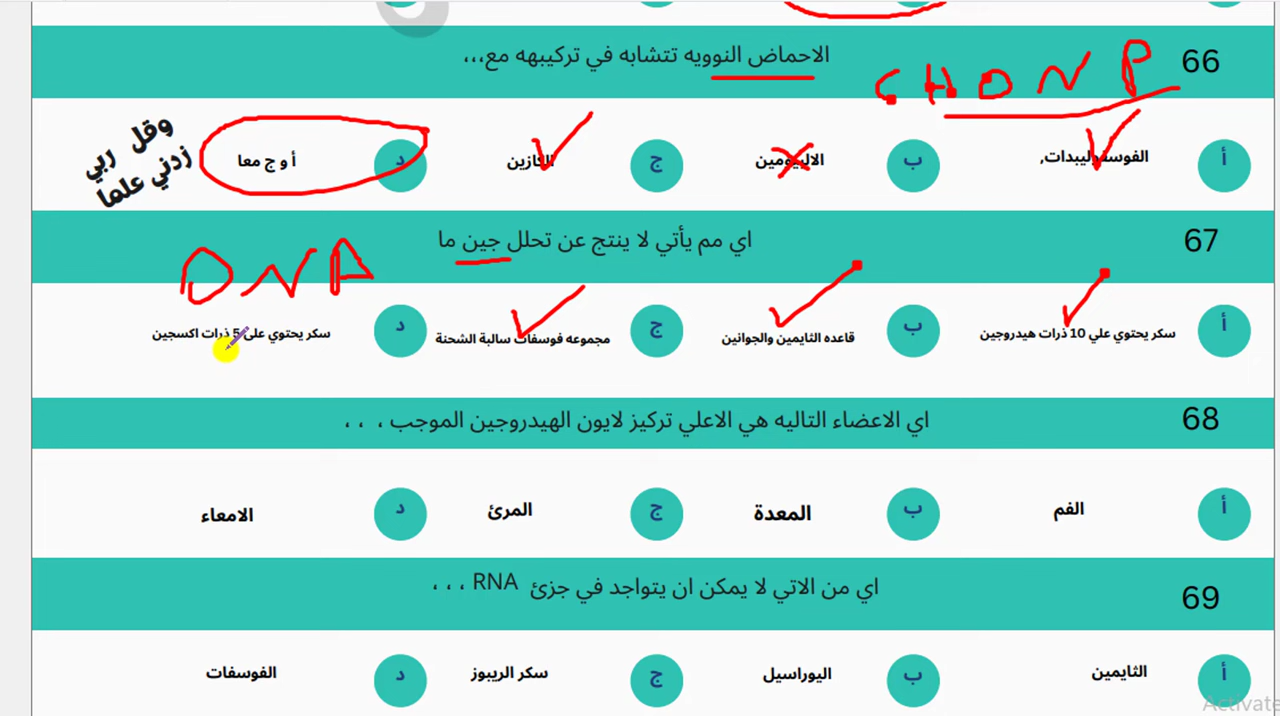 66 الاحماض النوويه تتشابه في تركيبهه مع،،،
C H O N P
أ الفوسفوليبدات,
ب الالبيومين
ج الكازين
د أ و ج معا
وقل ربي
زدني علما
67 اي مم يأتي لا ينتج عن تحلل جين ما
DNA
أ سكر يحتوي علي 10 ذرات هيدروجين
ب قاعده الثايمين والجوانين
ج مجموعه فوسفات سالبة الشحنة
د سكر يحتوي علي 5 ذرات اكسجين
68 اي الاعضاء التاليه هي الاعلي تركيز لايون الهيدروجين الموجب ، ، ،
أ الفم
ب المعدة
ج المرئ
د الامعاء
69 اي من الاتي لا يمكن ان يتواجد في جزئ RNA ، ، ،
أ الثايمين
ب اليوراسيل
ج سكر الريبوز
د الفوسفات
Activate